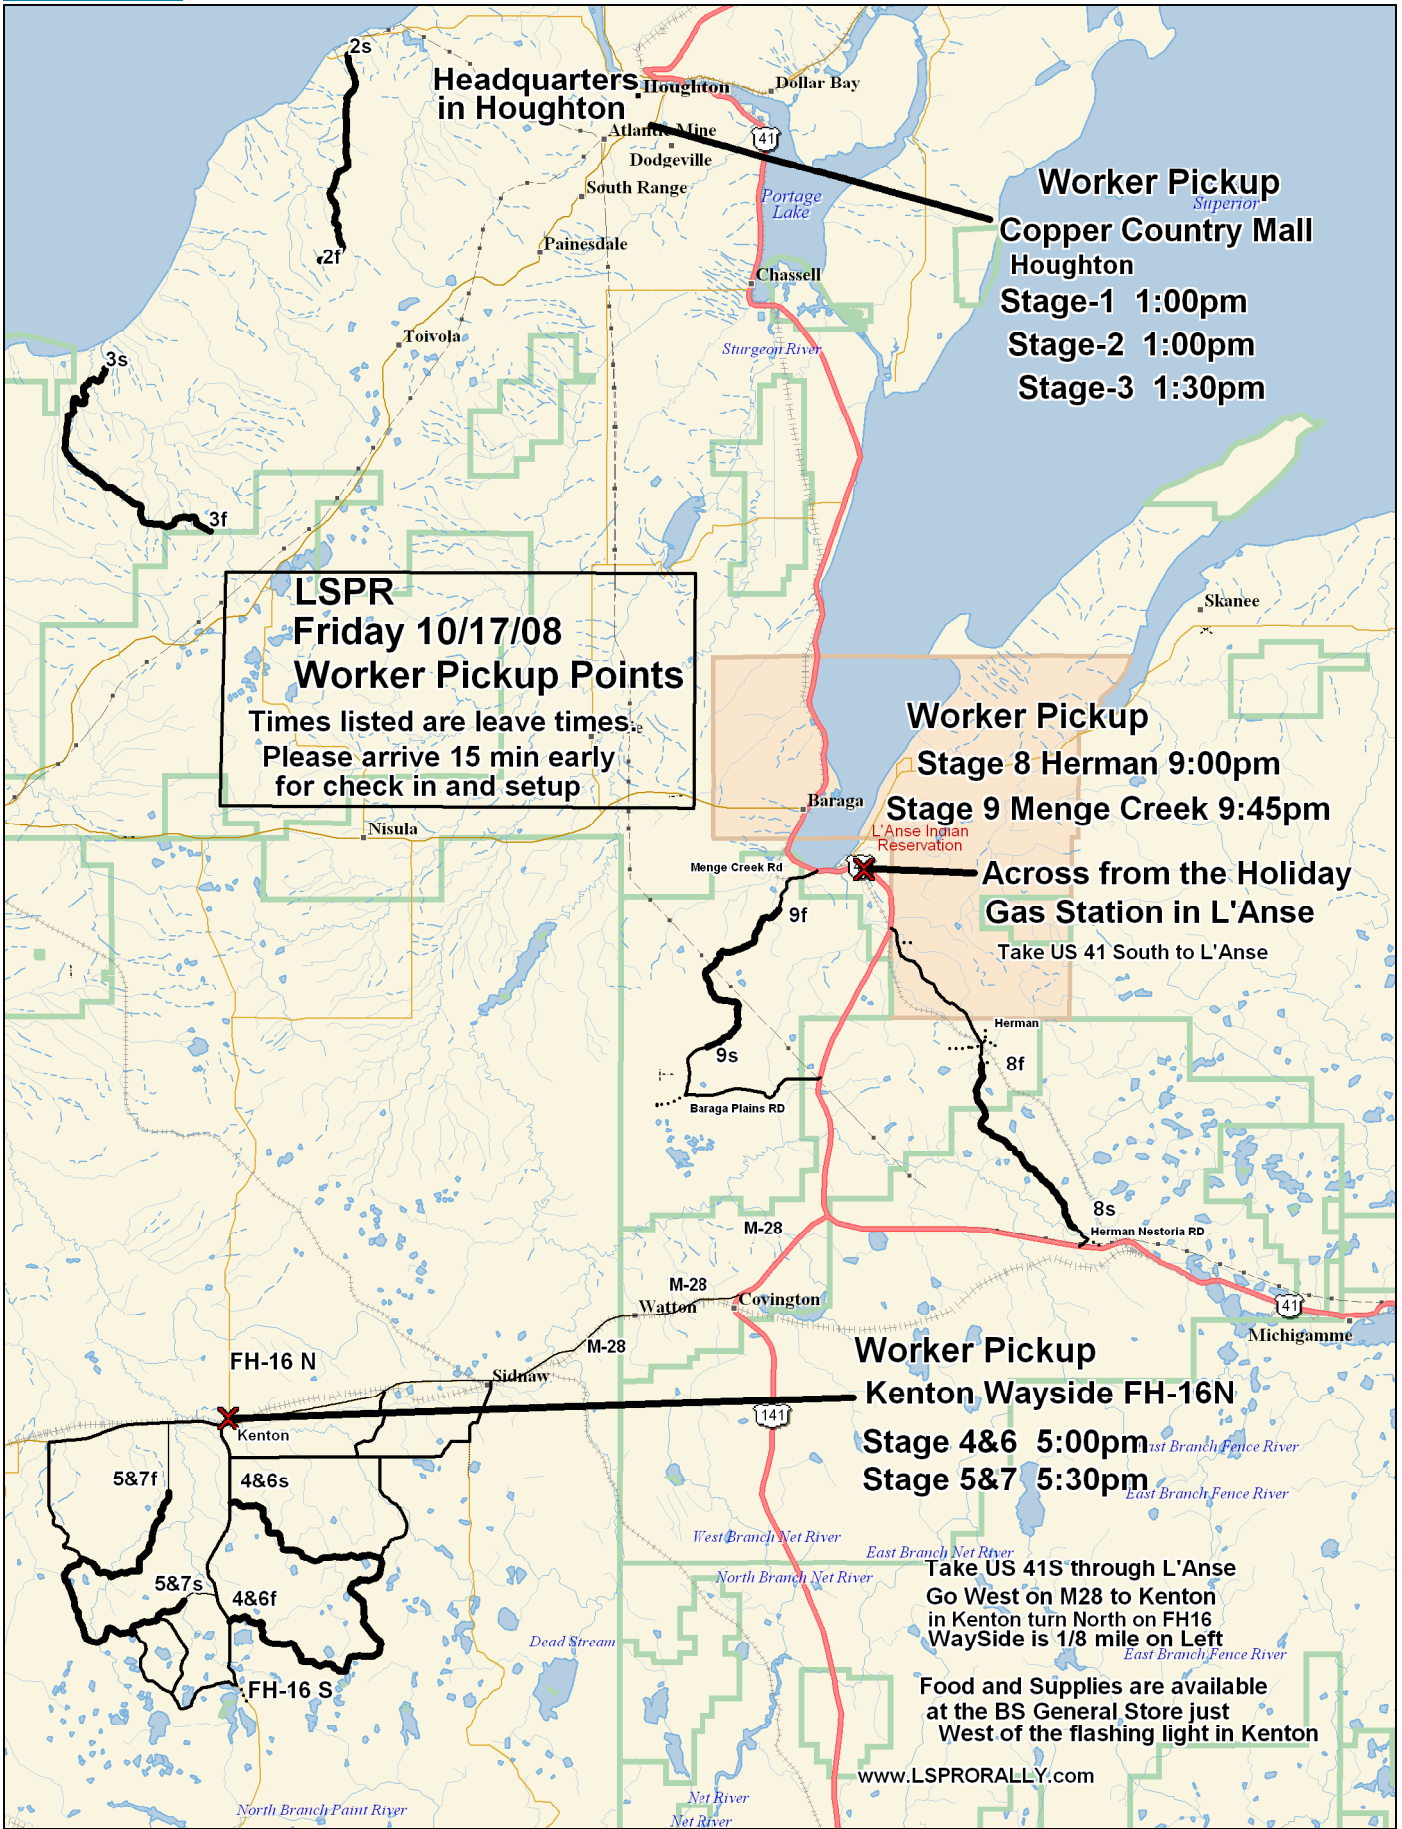 2s
Headquarters
in Houghton
Houghton
Dollar Bay
Atlantic Mine
41
Dodgeville
South Range
Portage
Lake
Worker Pickup
Superior
Copper Country Mall
Houghton
Stage-1 1:00pm
Stage-2 1:00pm
Stage-3 1:30pm
Painesdale
2f
Chassell
Toivola
Sturgeon River
3s
3f
LSPR
Friday 10/17/08
Worker Pickup Points
Times listed are leave times.
Please arrive 15 min early
for check in and setup
Skanee
Worker Pickup
Stage 8 Herman 9:00pm
Stage 9 Menge Creek 9:45pm
Baraga
L'Anse Indian
Reservation
Nisula
Menge Creek Rd
Across from the Holiday
Gas Station in L'Anse
Take US 41 South to L'Anse
9f
Herman
8f
9s
Baraga Plains RD
8s
Herman Nestoria RD
M-28
M-28
Watton
Covington
41
Michigamme
M-28
FH-16 N
Sidnaw
Worker Pickup
Kenton Wayside FH-16N
Stage 4&6 5:00pm
Stage 5&7 5:30pm
141
Kenton
East Branch Fence River
East Branch Fence River
5&7f
4&6s
West Branch Net River
East Branch Net River
North Branch Net River
5&7s
4&6f
Take US 41S through L'Anse
Go West on M28 to Kenton
in Kenton turn North on FH16
WaySide is 1/8 mile on Left
Dead Stream
East Branch Fence River
FH-16 S
Food and Supplies are available
at the BS General Store just
West of the flashing light in Kenton
www.LSPRORALLY.com
North Branch Paint River
Net River
Net River